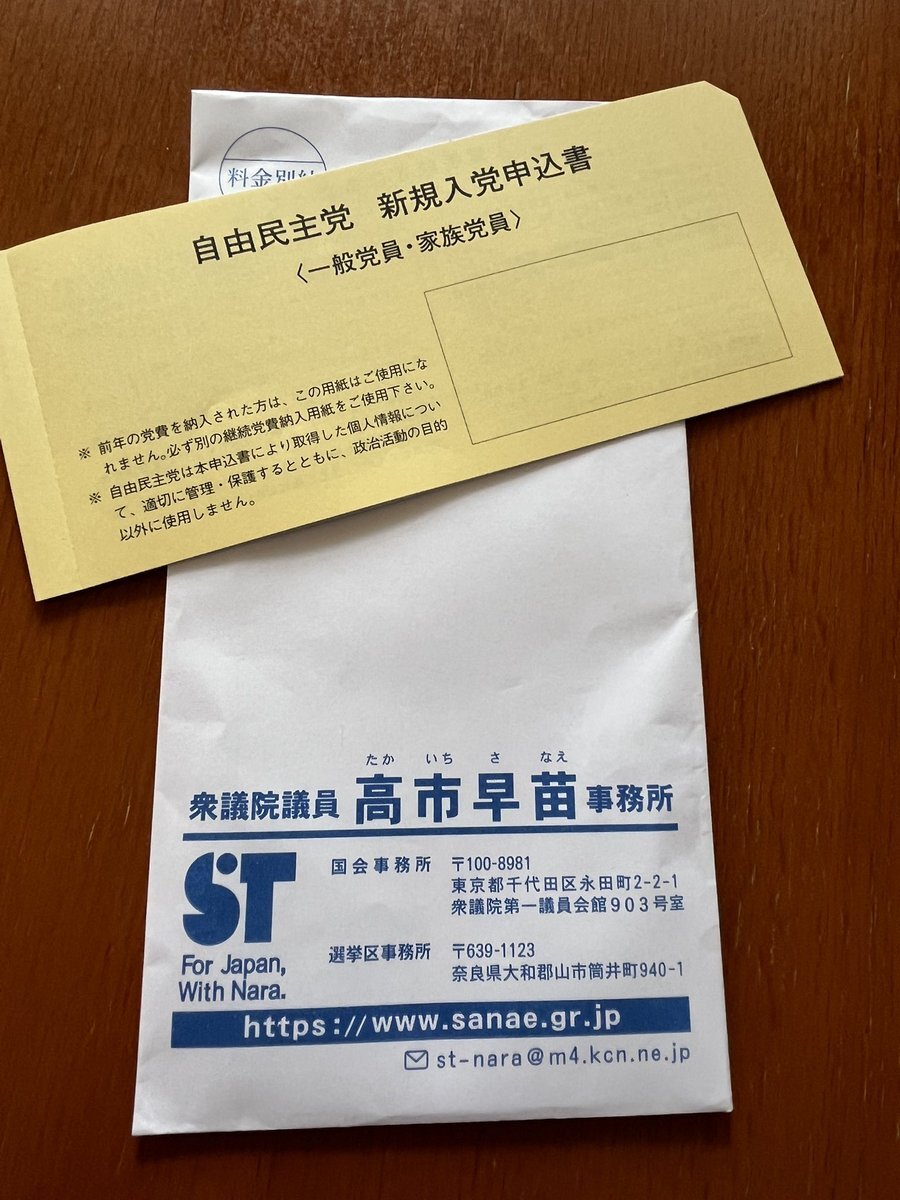 料金別納
自由民主党 新規入党申込書
〈一般党員・家族党員〉
※ 前年の党費を納入された方は、この用紙はご使用にな
れません。必ず別の継続党費納入用紙をご使用下さい。
※ 自由民主党は本申込書により取得した個人情報につい
て、適切に管理・保護するとともに、政治活動の目的
以外に使用しません。
たか いち さ なえ
衆議院議員 高市早苗 事務所
ST
For Japan,
With Nara.
国会事務所 〒100-8981
東京都千代田区永田町2-2-1
衆議院第一議員会館903号室
選挙区事務所 〒639-1123
奈良県大和郡山市筒井町940-1
https://www.sanae.gr.jp
st-nara@m4.kcn.ne.jp